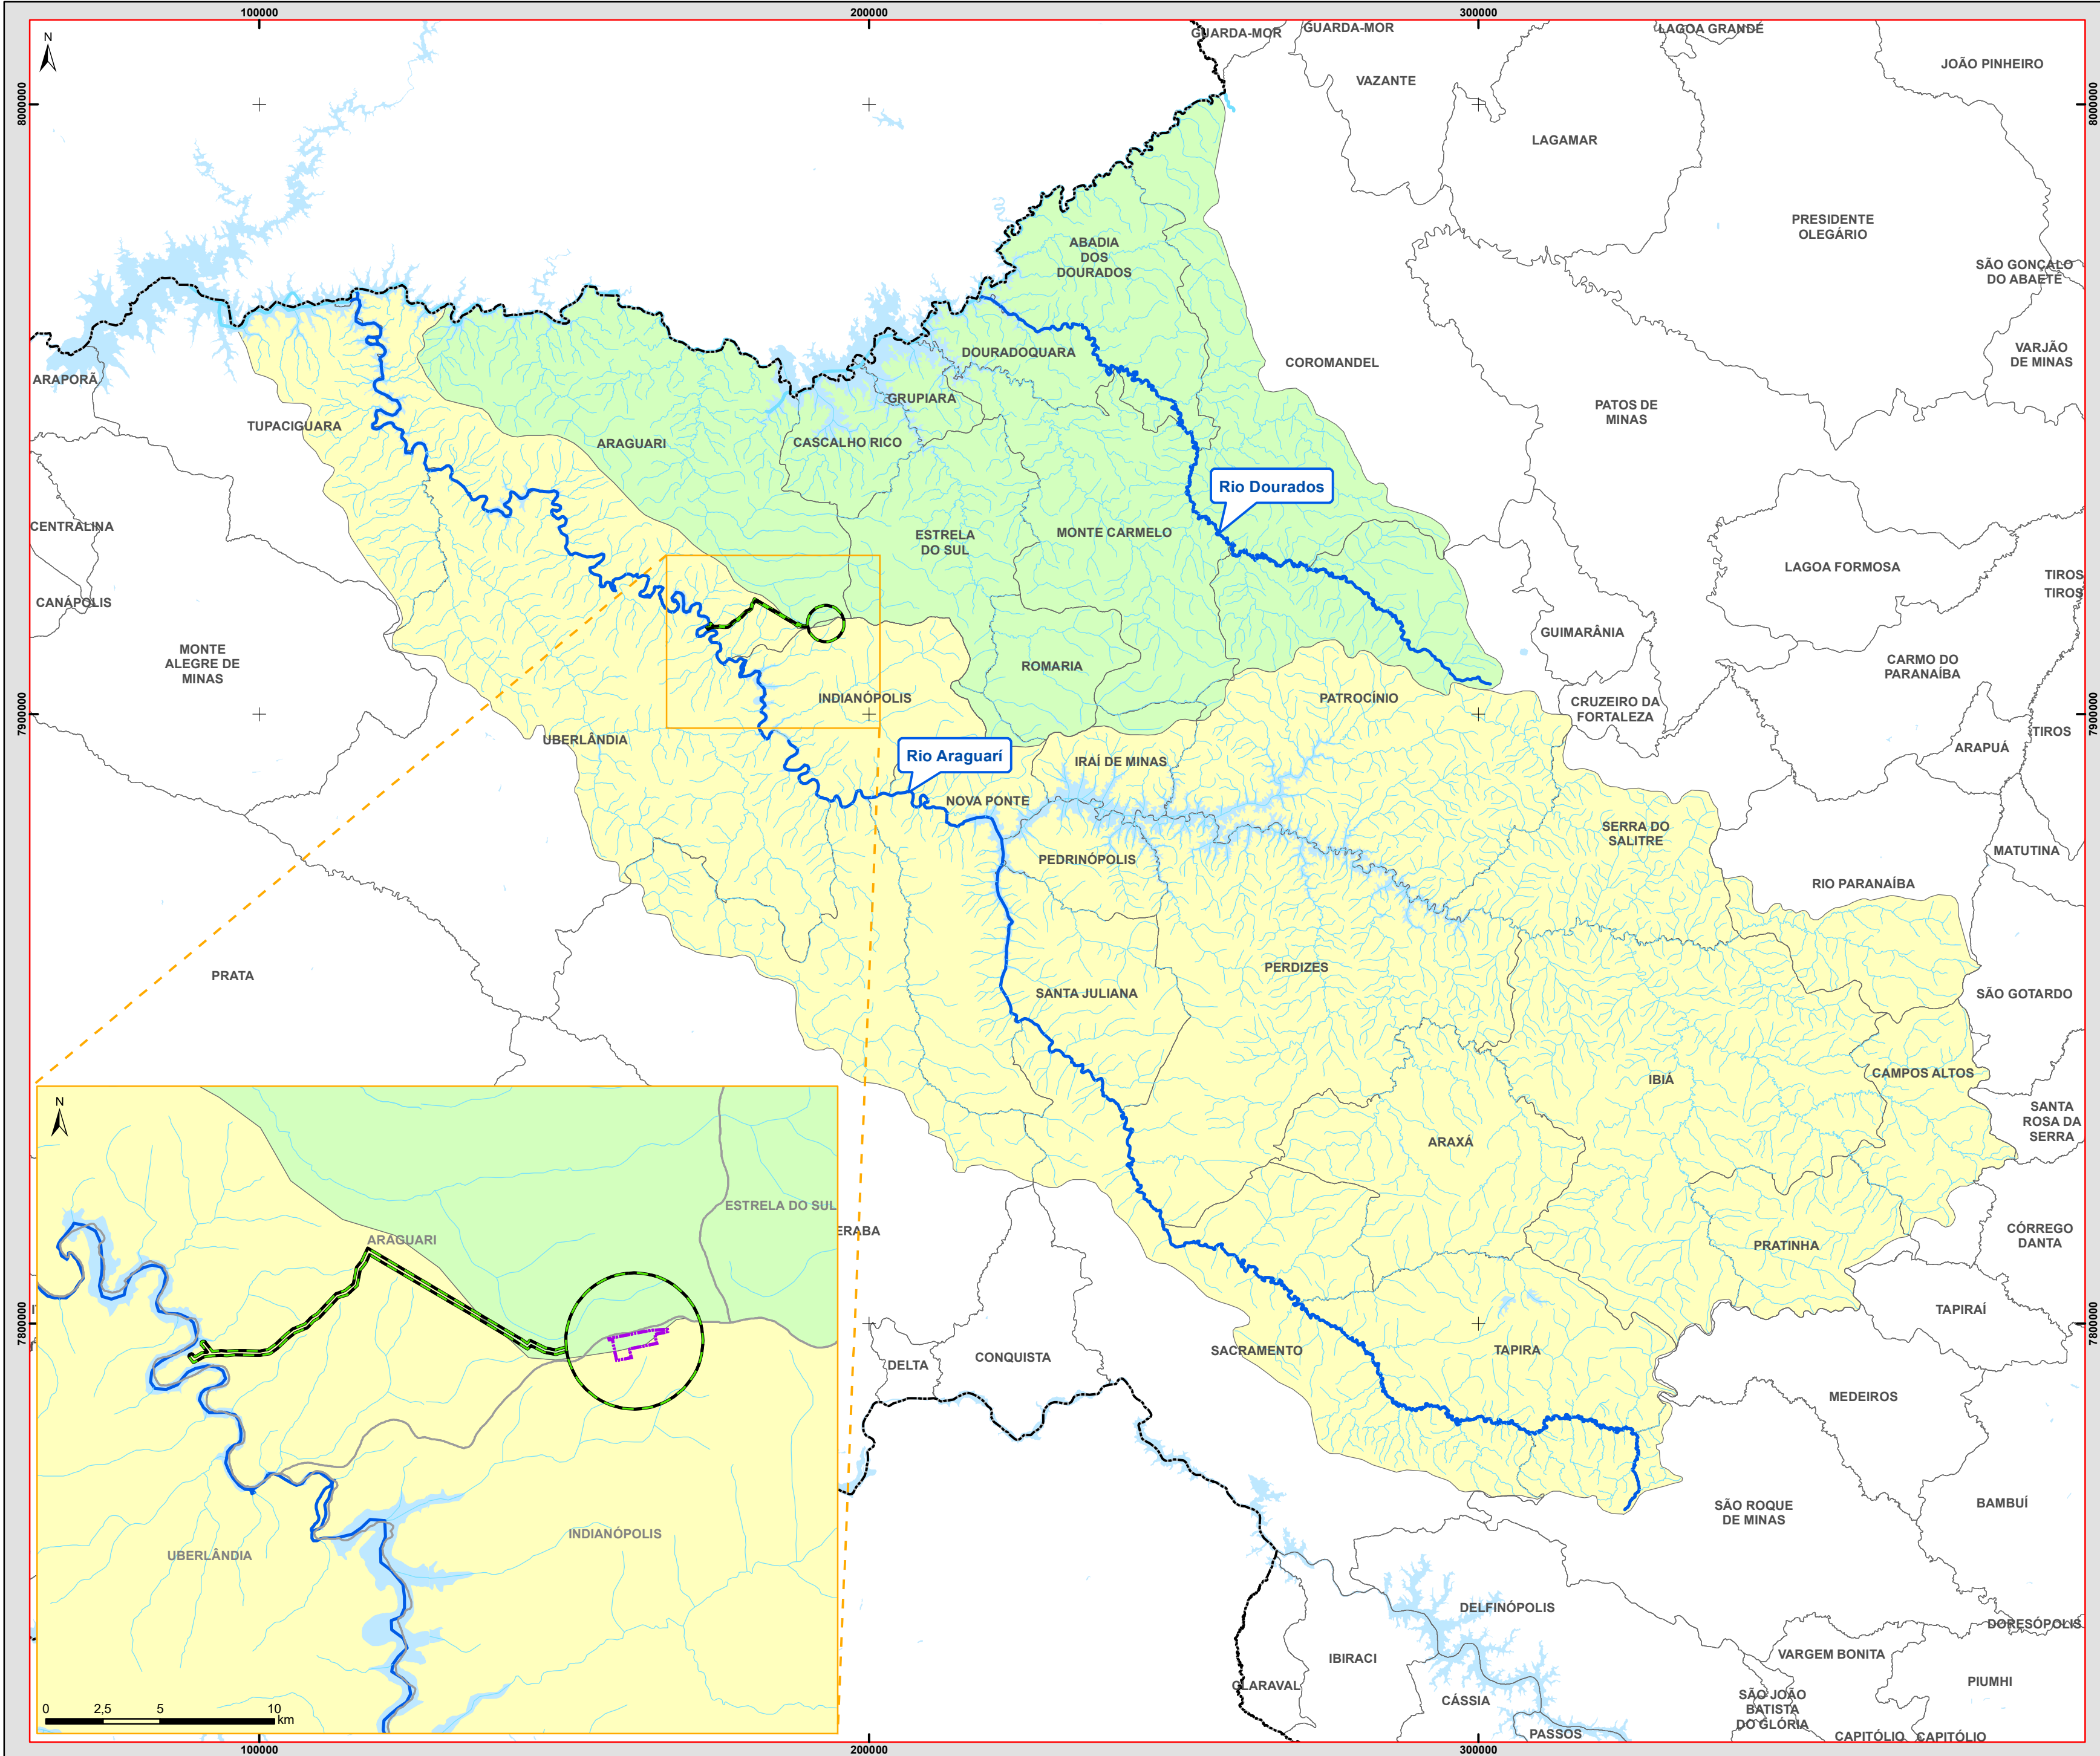 100000
200000
300000
N
GUARDA-MOR
GUARDA-MOR
LAGOA GRANDE
JOÃO PINHEIRO
VAZANTE
8000000
8000000
LAGAMAR
PRESIDENTE
OLEGÁRIO
ABADIA
DOS
DOURADOS
SÃO GONÇALO
DO ABAETÉ
DOURADOQUARA
COROMANDEL
VARJÃO
DE MINAS
ARAPORÃ
GRUPIARA
PATOS DE
MINAS
TUPACIGUARA
ARAGUARI
CASCALHO RICO
Rio Dourados
CENTRALINA
ESTRELA
DO SUL
MONTE CARMELO
LAGOA FORMOSA
TIROS
TIROS
CANÁPOLIS
GUIMARÂNIA
MONTE
ALEGRE DE
MINAS
ROMARIA
CARMO DO
PARANAÍBA
INDIANÓPOLIS
PATROCÍNIO
CRUZEIRO DA
FORTALEZA
7900000
7900000
TIROS
UBERLÂNDIA
ARAPUÁ
Rio Araguarí
IRAÍ DE MINAS
NOVA PONTE
SERRA DO
SALITRE
MATUTINA
PEDRINÓPOLIS
RIO PARANAÍBA
PRATA
PERDIZES
SANTA JULIANA
SÃO GOTARDO
IBIÁ
CAMPOS ALTOS
SANTA
ROSA DA
SERRA
ARAXÁ
N
ESTRELA DO SUL
ERABA
ARAGUARI
CÓRREGO
DANTA
PRATINHA
TAPIRAÍ
7800000
7800000
SACRAMENTO
TAPIRA
DELTA
CONQUISTA
MEDEIROS
SÃO ROQUE
DE MINAS
BAMBUÍ
INDIANÓPOLIS
UBERLÂNDIA
DELFINÓPOLIS
DORESÓPOLIS
IBIRACI
VARGEM BONITA
CLARAVAL
PIUMHI
CÁSSIA
SÃO JOÃO
BATISTA
DO GLÓRIA
PASSOS
CAPITÓLIO
CAPITÓLIO
0
2,5
5
10
km
100000
200000
300000